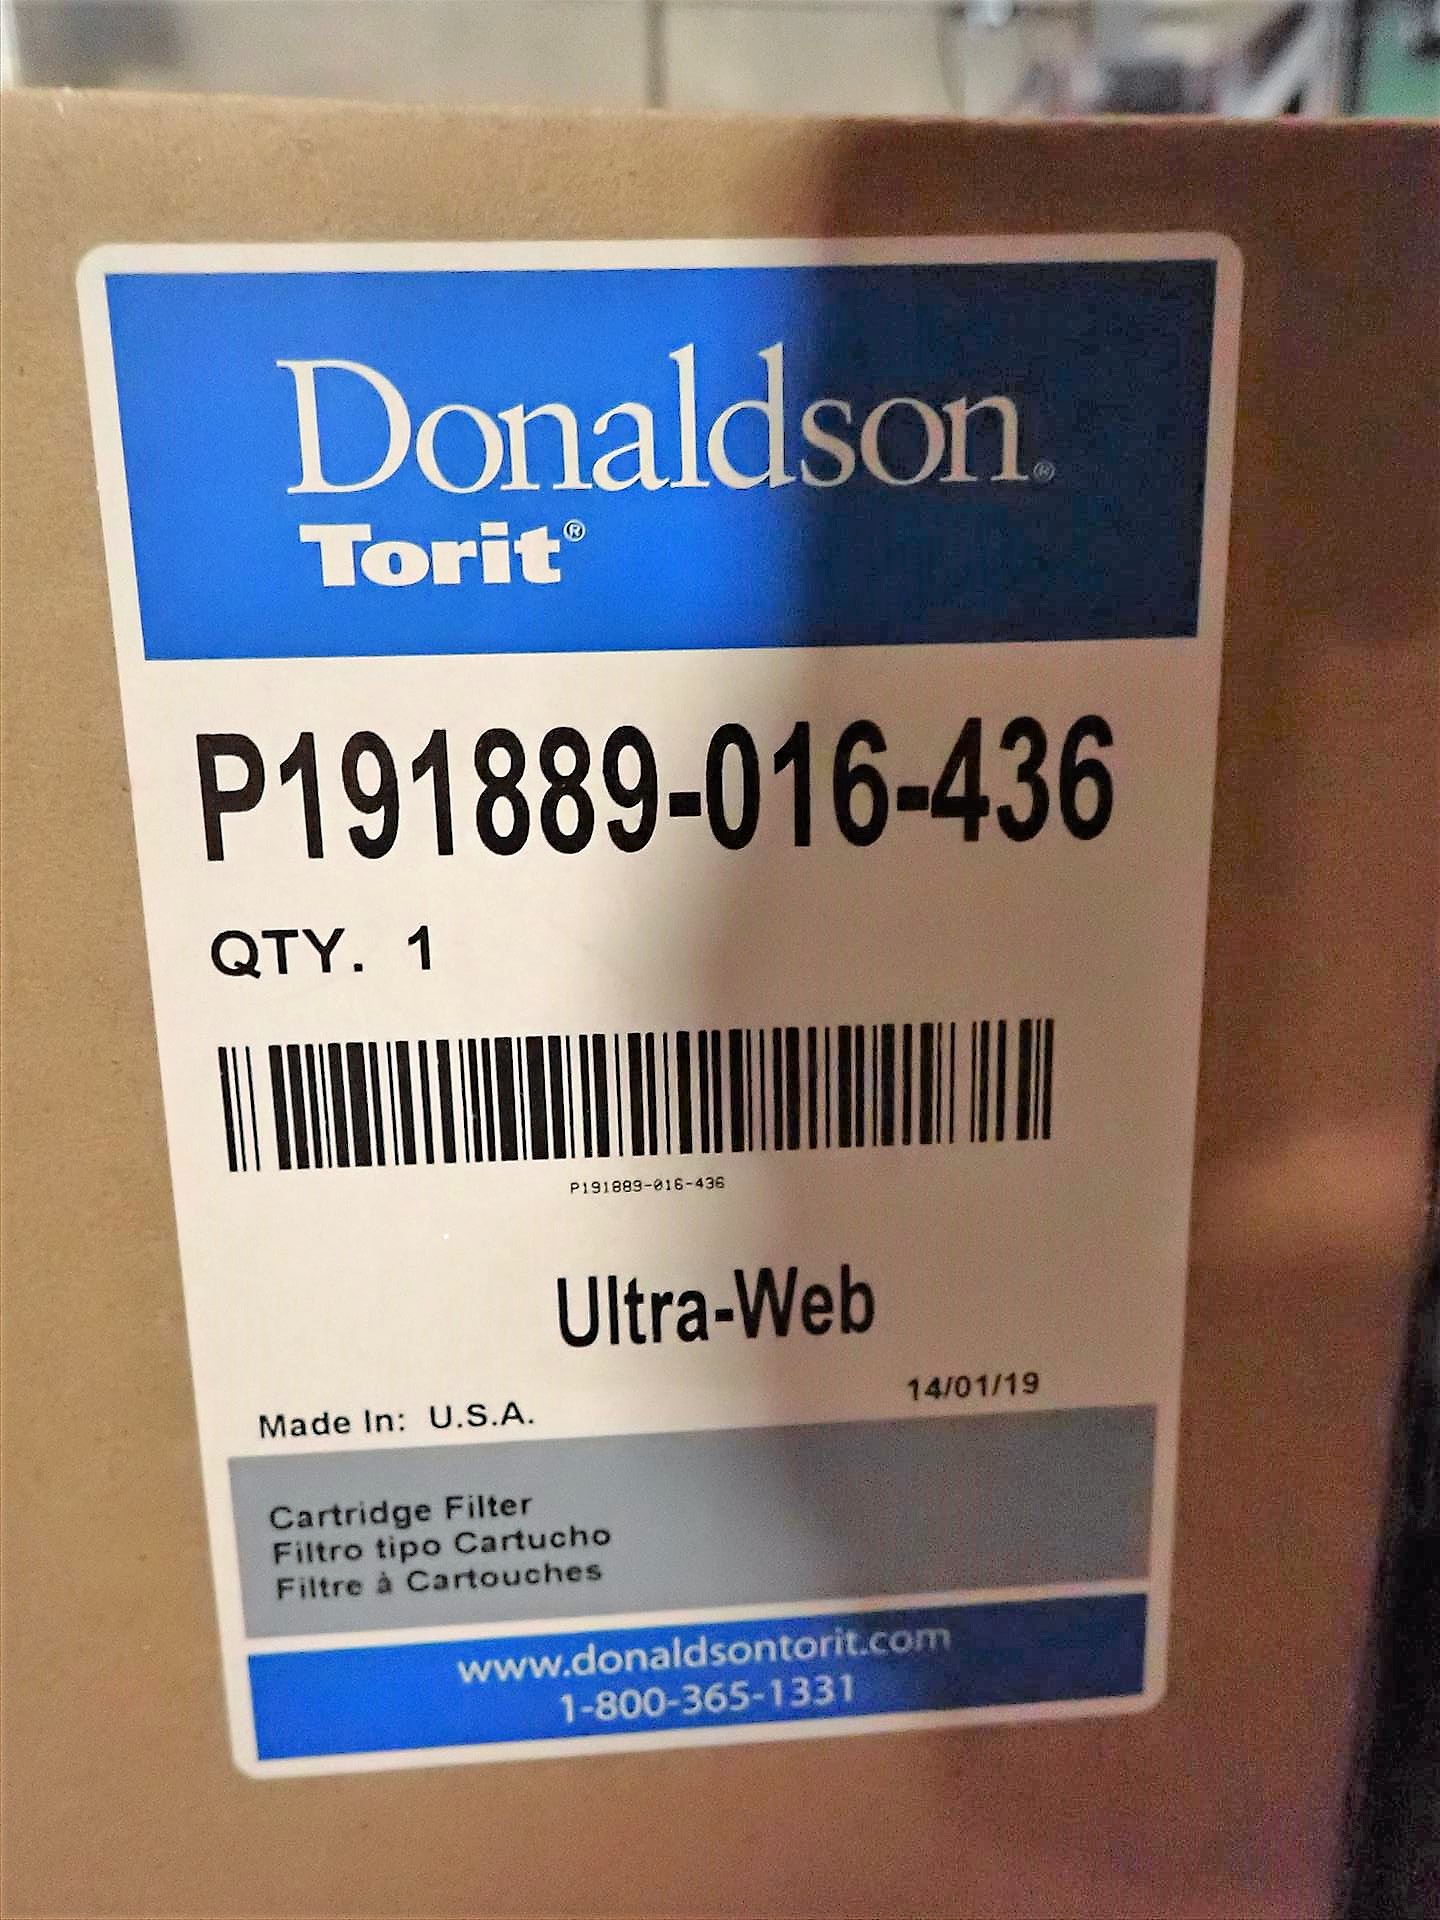 Donaldson®
Torit®
P191889-016-436
QTY. 1
P191889-016-436
Ultra-Web
14/01/19
Made In: U.S.A.
Cartridge Filter
Filtro tipo Cartucho
Filtre à Cartouches
www.donaldsontorit.com
1-800-365-1331